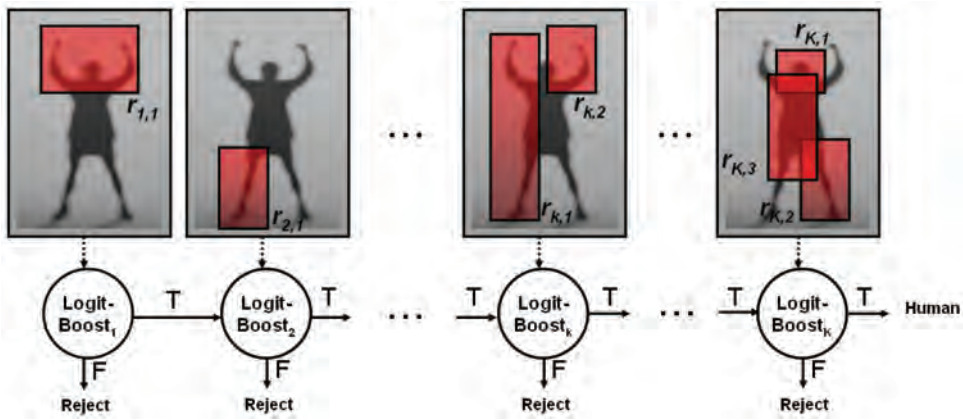 r1,1
r2,1
rk,1
rk,2
rK,1
rK,3
rK,2
. . .
. . .
Logit-
Boost1
T
F
Reject
Logit-
Boost2
T
F
Reject
. . .
T
Logit-
Boostk
T
F
Reject
. . .
T
Logit-
BoostK
T
F
Reject
Human